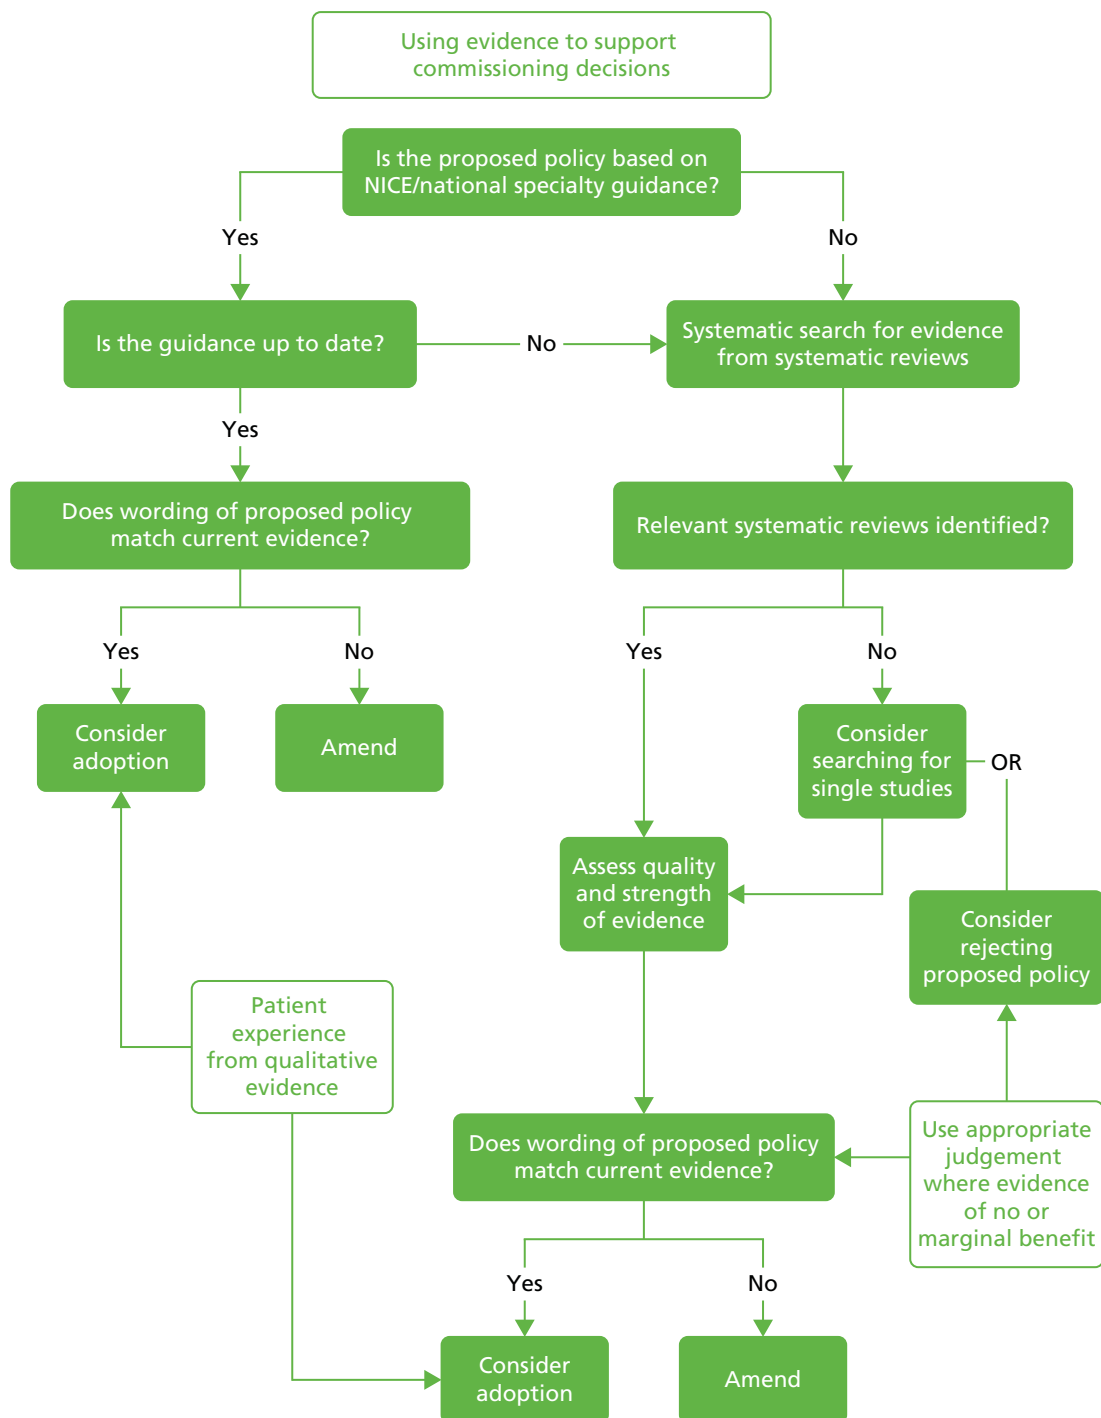 Using evidence to support
commissioning decisions
Is the proposed policy based on
NICE/national specialty guidance?
Yes
No
Is the guidance up to date?
No
Systematic search for evidence
from systematic reviews
Yes
Does wording of proposed policy
match current evidence?
Relevant systematic reviews identified?
Yes
No
Yes
No
Consider
adoption
Amend
Consider
searching for
single studies
OR
Assess quality
and strength
of evidence
Consider
rejecting
proposed policy
Patient
experience
from qualitative
evidence
Does wording of proposed policy
match current evidence?
Use appropriate
judgement
where evidence
of no or
marginal benefit
Yes
No
Consider
adoption
Amend